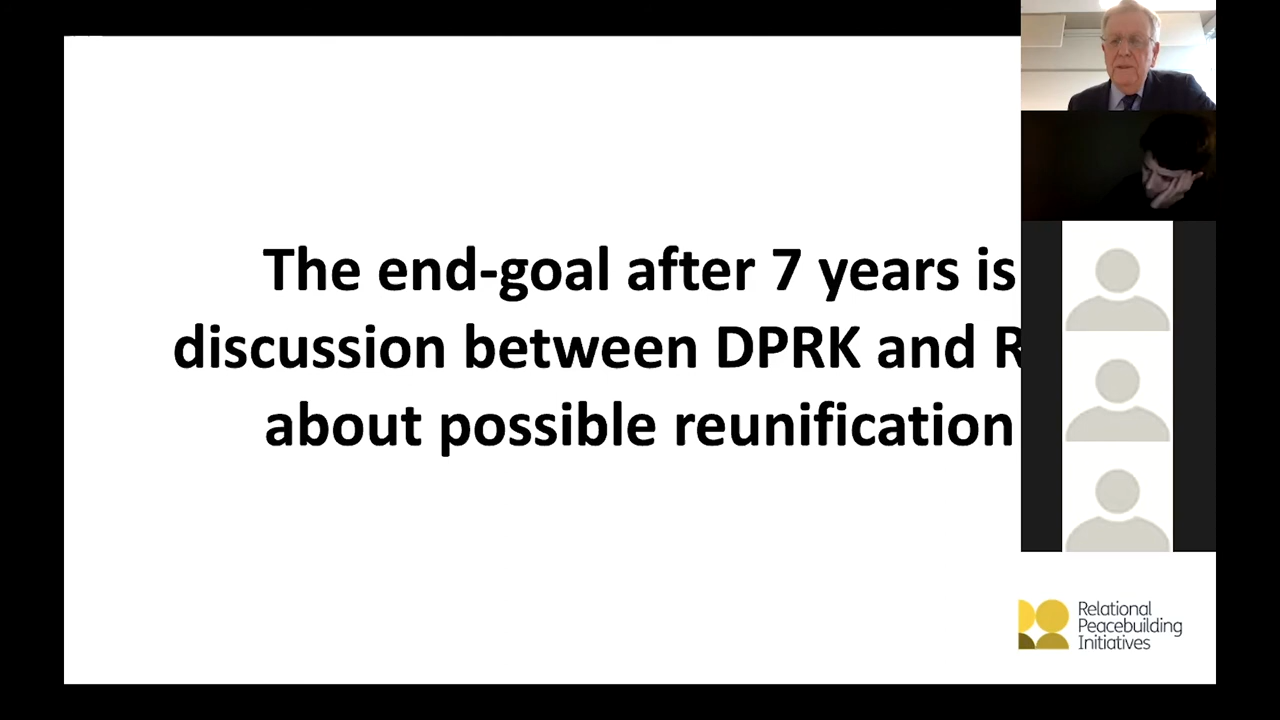 The end-goal after 7 years is
discussion between DPRK and
about possible reunification
Relational
Peacebuilding
Initiatives